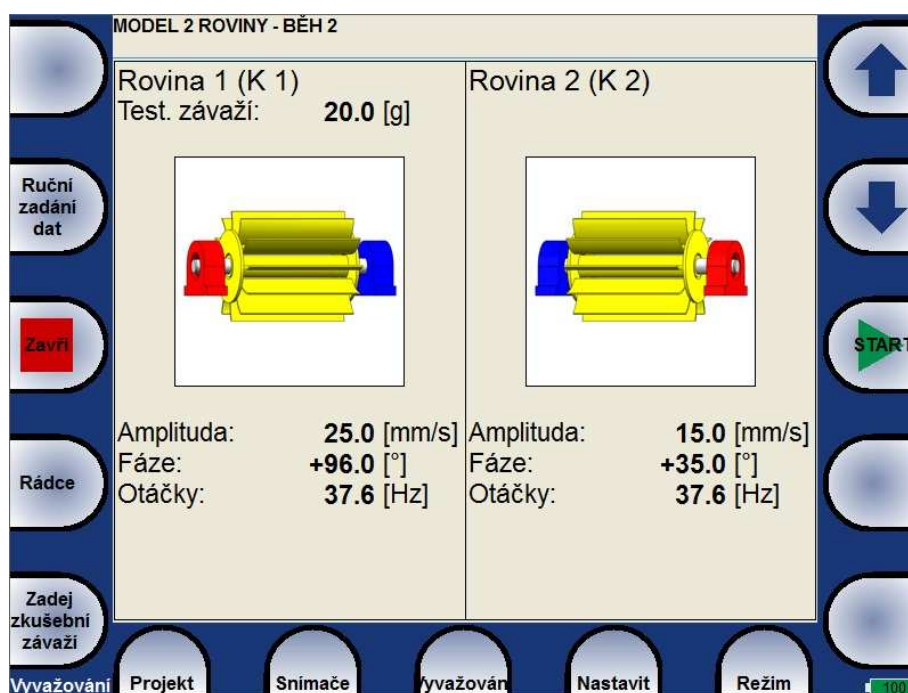 MODEL 2 ROVINY - BĚH 2
Rovina 1 (K 1)
Test. závaží: 20.0 [g]
Amplituda: 25.0 [mm/s]
Fáze: +96.0 [°]
Otáčky: 37.6 [Hz]
Rovina 2 (K 2)
Amplituda: 15.0 [mm/s]
Fáze: +35.0 [°]
Otáčky: 37.6 [Hz]
Ruční
zadání
dat
Zavři
Rádce
Zadej
zkušební
závaží
START
Vyvažování
Projekt
Snímače
Vyvažován
Nastavit
Režim
100